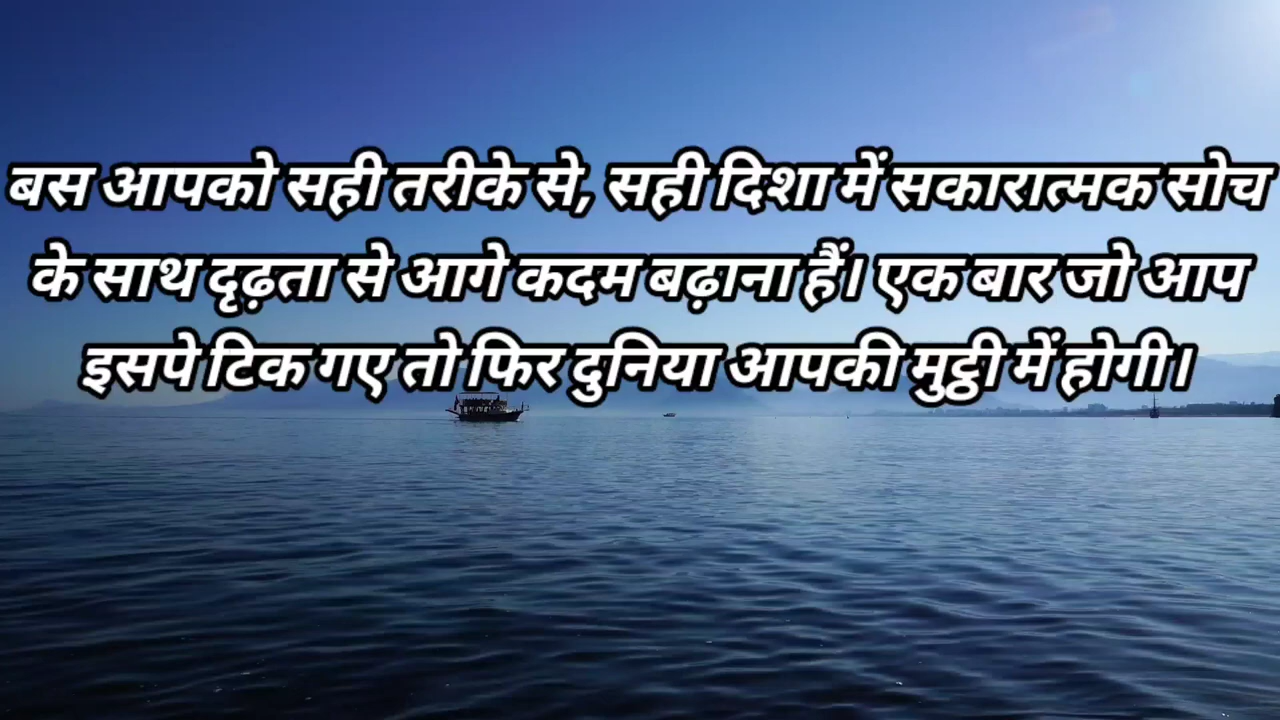 बस आपको सही तरीके से, सही दिशा में सकारात्मक सोच
के साथ दृढ़ता से आगे कदम बढ़ाना हैं। एक बार जो आप
इसपे टिक गए तो फिर दुनिया आपकी मुट्ठी में होगी।